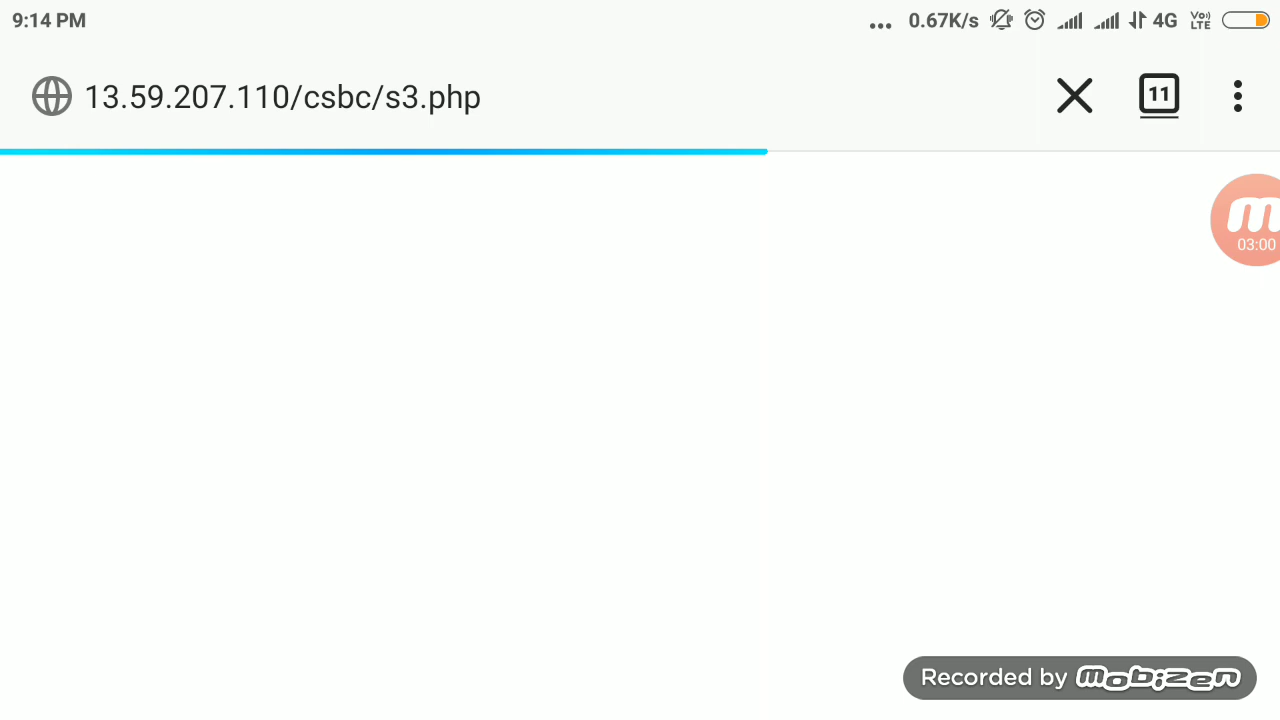 9:14 PM ... 0.67K/s 4G Vo) LTE
13.59.207.110/csbc/s3.php 11
m
03:00
Recorded by mobizen